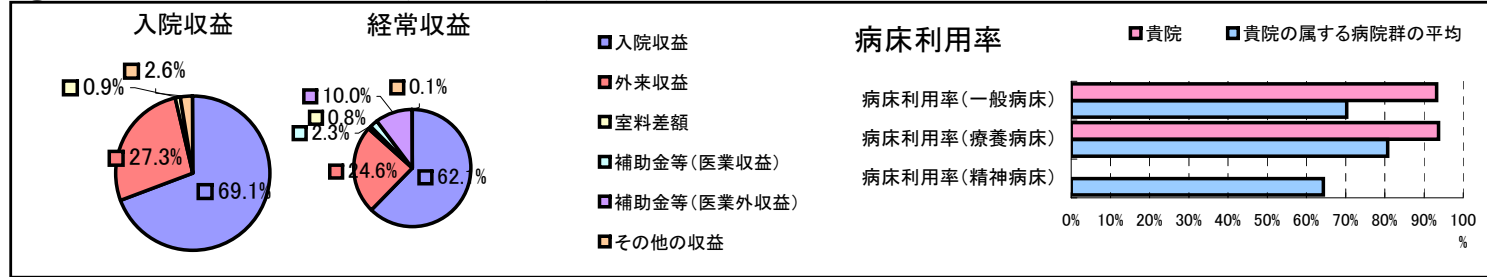 入院収益
69.1%
27.3%
0.9%
2.6%
経常収益
62.1%
24.6%
2.3%
0.8%
10.0%
0.1%
入院収益
外来収益
室料差額
補助金等(医業収益)
補助金等(医業外収益)
その他の収益
病床利用率
貴院 貴院の属する病院群の平均
病床利用率(一般病床)
病床利用率(療養病床)
病床利用率(精神病床)
0% 10% 20% 30% 40% 50% 60% 70% 80% 90% 100
%